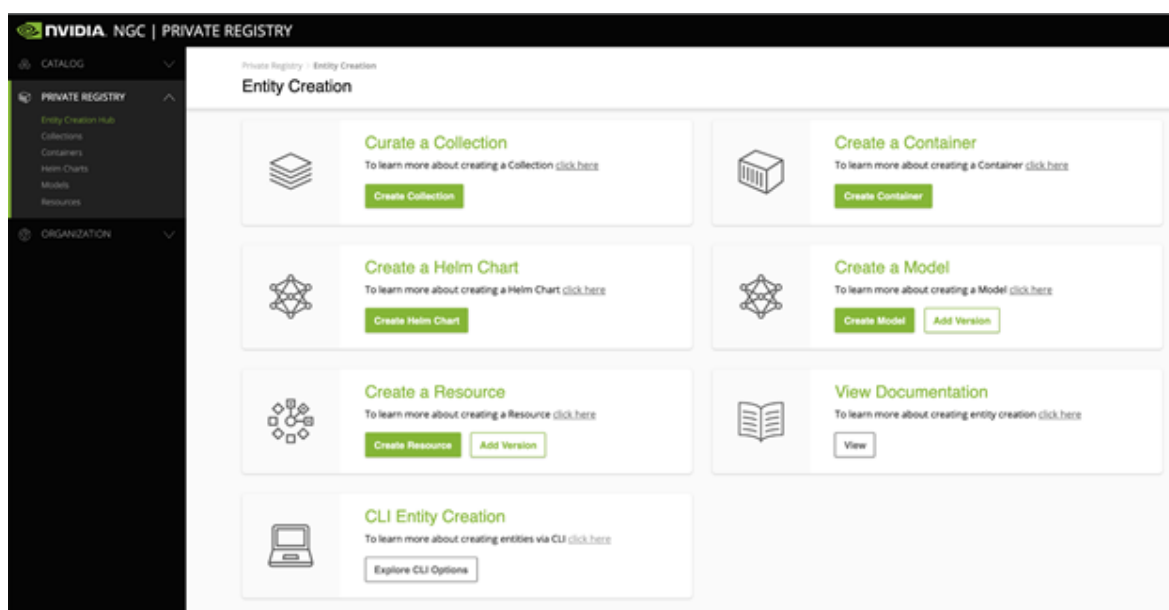 NVIDIA. NGC | PRIVATE REGISTRY
CATALOG
PRIVATE REGISTRY
Entity Creation Hub
Collections
Containers
Helm Charts
Models
Resources
ORGANIZATION
Private Registry / Entity Creation
Entity Creation
Curate a Collection
To learn more about creating a Collection click here
Create Collection
Create a Container
To learn more about creating a Container click here
Create Container
Create a Helm Chart
To learn more about creating a Helm Chart click here
Create Helm Chart
Create a Model
To learn more about creating a Model click here
Create Model Add Version
Create a Resource
To learn more about creating a Resource click here
Create Resource Add Version
View Documentation
To learn more about creating entity creation click here
View
CLI Entity Creation
To learn more about creating entities via CLI click here
Explore CLI Options